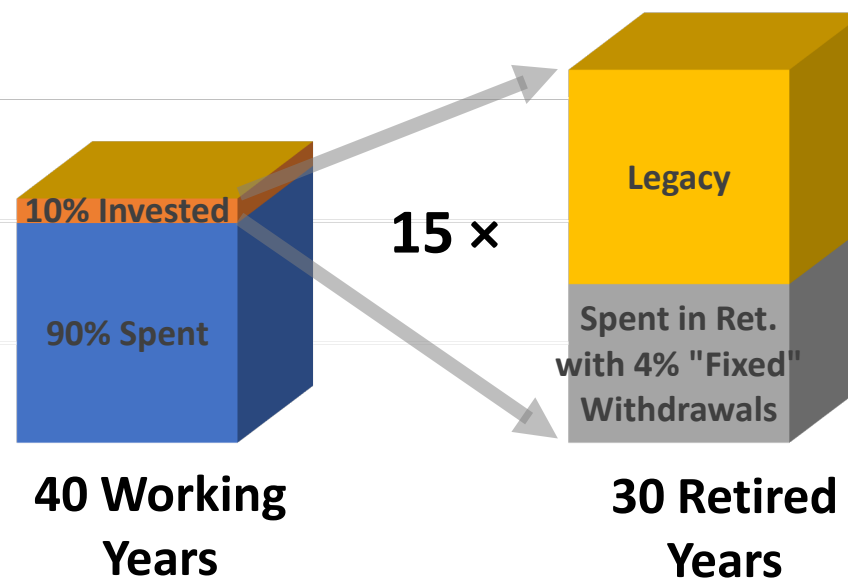 10% Invested
90% Spent
40 Working
Years
15 ×
Legacy
Spent in Ret.
with 4% "Fixed"
Withdrawals
30 Retired
Years